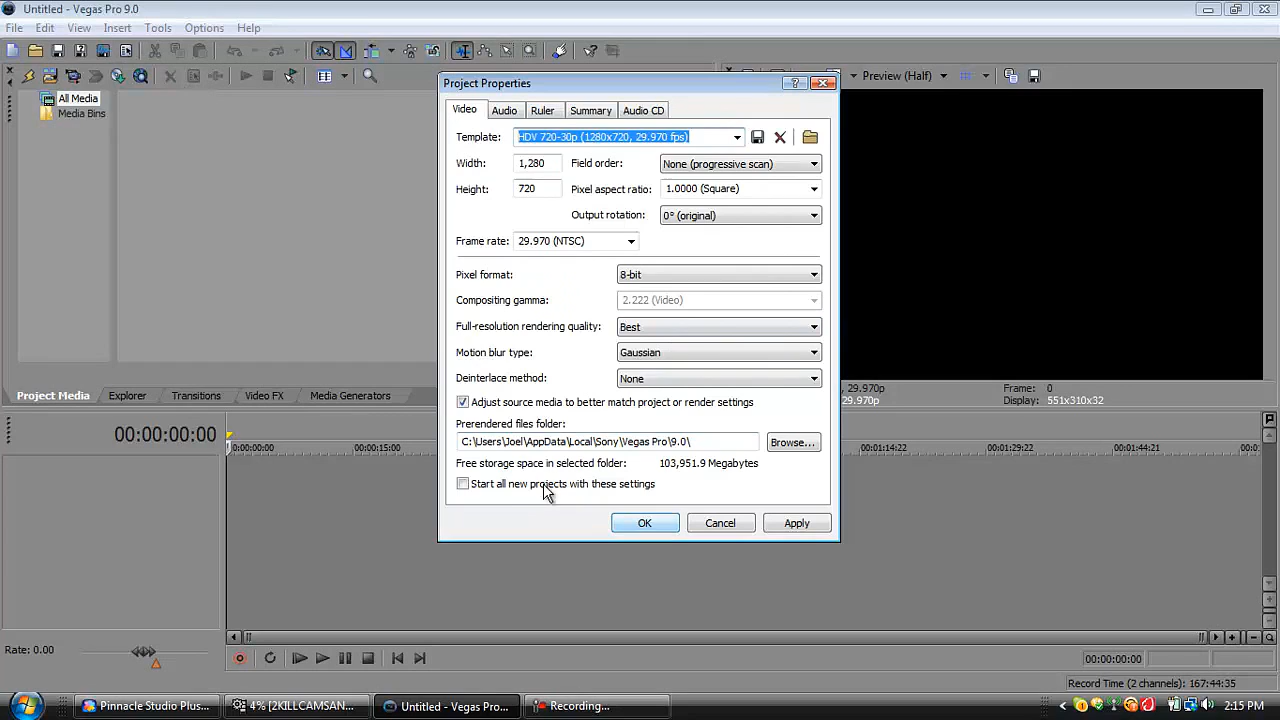 Untitled - Vegas Pro 9.0
File Edit View Insert Tools Options Help
Preview (Half)
All Media
Media Bins
Project Media Explorer Transitions Video FX Media Generators
Project Properties
Video Audio Ruler Summary Audio CD
Template: HDV 720-30p (1280x720, 29.970 fps)
Width: 1,280 Field order: None (progressive scan)
Height: 720 Pixel aspect ratio: 1.0000 (Square)
Output rotation: 0° (original)
Frame rate: 29.970 (NTSC)
Pixel format: 8-bit
Compositing gamma: 2.222 (Video)
Full-resolution rendering quality: Best
Motion blur type: Gaussian
Deinterlace method: None
Adjust source media to better match project or render settings
Prerendered files folder:
C:\Users\Joel\AppData\Local\Sony\Vegas Pro\9.0\ Browse...
Free storage space in selected folder: 103,951.9 Megabytes
Start all new projects with these settings
OK Cancel Apply
, 29.970p Frame: 0
29.970p Display: 551x310x32
00:00:00:00
0:00:00:00 00:00:15:00 00:01:14:22 00:01:29:22 00:01:44:22 00:0
Rate: 0.00
00:00:00:00
Record Time (2 channels): 167:44:35
Pinnacle Studio Plus... 4% [2KILLCAMSAN... Untitled - Vegas Pro... Recording... 2:15 PM